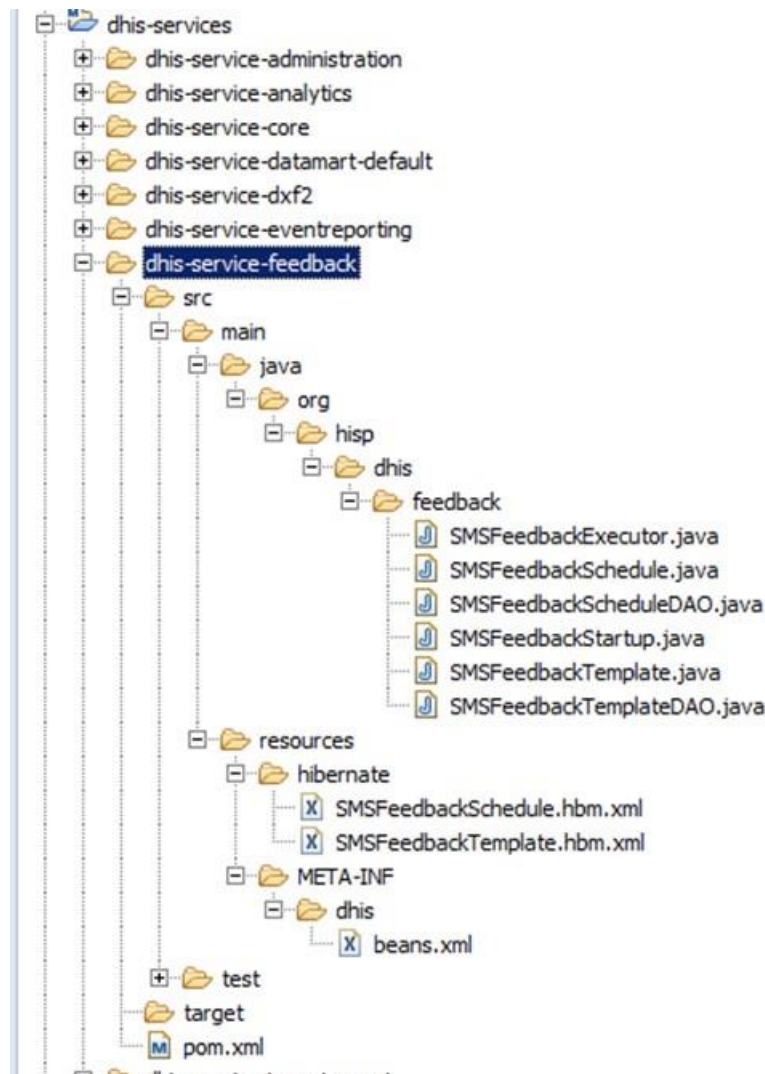 dhis-services
dhis-service-administration
dhis-service-analytics
dhis-service-core
dhis-service-datamart-default
dhis-service-dxf2
dhis-service-eventreporting
dhis-service-feedback
src
main
java
org
hisp
dhis
feedback
SMSFeedbackExecutor.java
SMSFeedbackSchedule.java
SMSFeedbackScheduleDAO.java
SMSFeedbackStartup.java
SMSFeedbackTemplate.java
SMSFeedbackTemplateDAO.java
resources
hibernate
SMSFeedbackSchedule.hbm.xml
SMSFeedbackTemplate.hbm.xml
META-INF
dhis
beans.xml
test
target
pom.xml